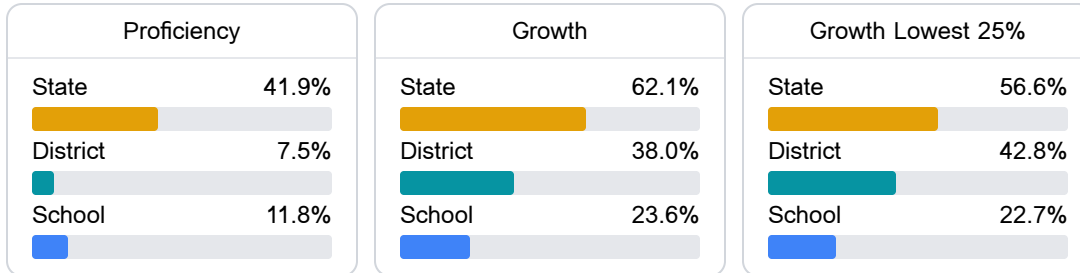 Proficiency
State 41.9%
District 7.5%
School 11.8%
Growth
State 62.1%
District 38.0%
School 23.6%
Growth Lowest 25%
State 56.6%
District 42.8%
School 22.7%